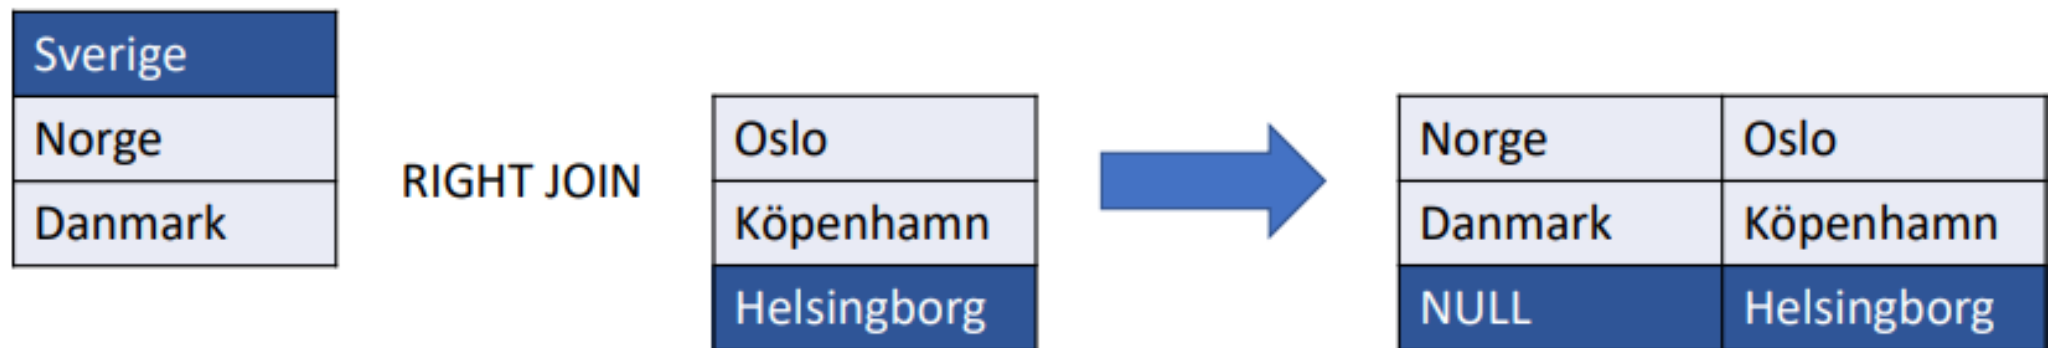 Sverige
Norge
Danmark
RIGHT JOIN
Oslo
Köpenhamn
Helsingborg
Norge Oslo
Danmark Köpenhamn
NULL Helsingborg